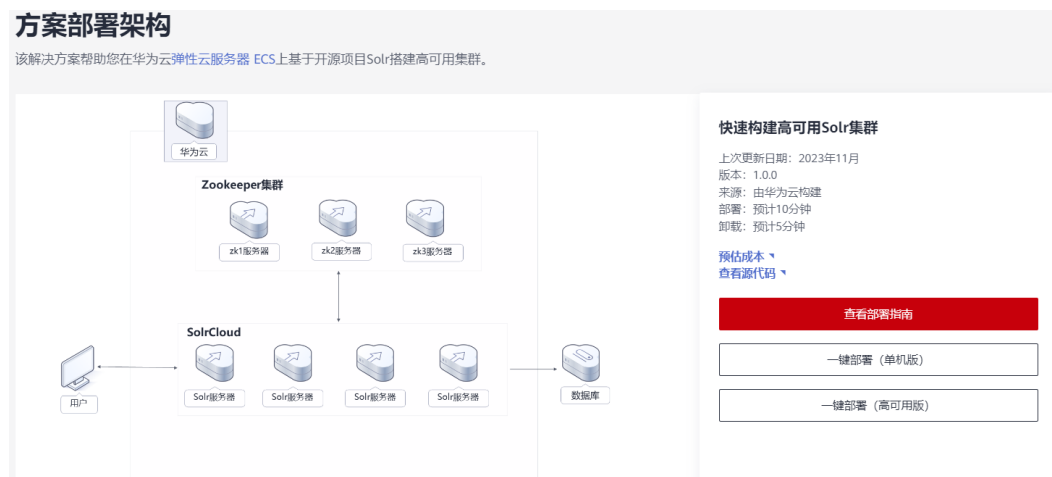 方案部署架构
该解决方案帮助您在华为云弹性云服务器 ECS上基于开源项目Solr搭建高可用集群。
华为云
Zookeeper集群
zk1服务器
zk2服务器
zk3服务器
SolrCloud
Solr服务器
Solr服务器
Solr服务器
Solr服务器
用户
数据库
快速构建高可用Solr集群
上次更新日期：2023年11月
版本：1.0.0
来源：由华为云构建
部署：预计10分钟
卸载：预计5分钟
预估成本
查看源代码
查看部署指南
一键部署（单机版）
一键部署（高可用版）